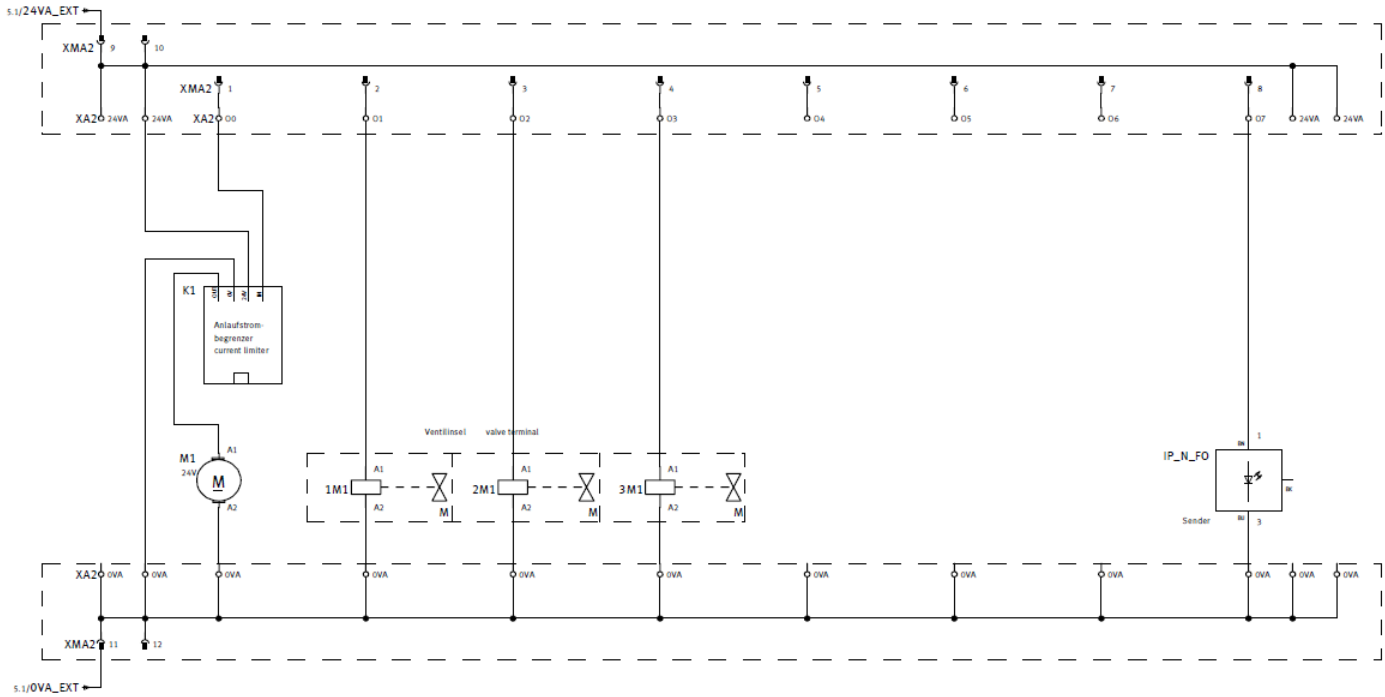 5.1/24VA_EXT
XMA2 9 10
XMA2 1 2 3 4 5 6 7 8
XA2 24VA 24VA XA2 O0 O1 O2 O3 O4 O5 O6 O7 24VA 24VA
K1 OUT 0V 24V IN
Anlaufstrom-
begrenzer
current limiter
Ventilinsel valve terminal
M1 A1
24V
M
A2
1M1 A1 A2 M
2M1 A1 A2 M
3M1 A1 A2 M
BN 1
IP_N_FO
BK
Sender BU 3
XA2 0VA 0VA 0VA 0VA 0VA 0VA 0VA 0VA 0VA 0VA 0VA 0VA
XMA2 11 12
5.1/0VA_EXT